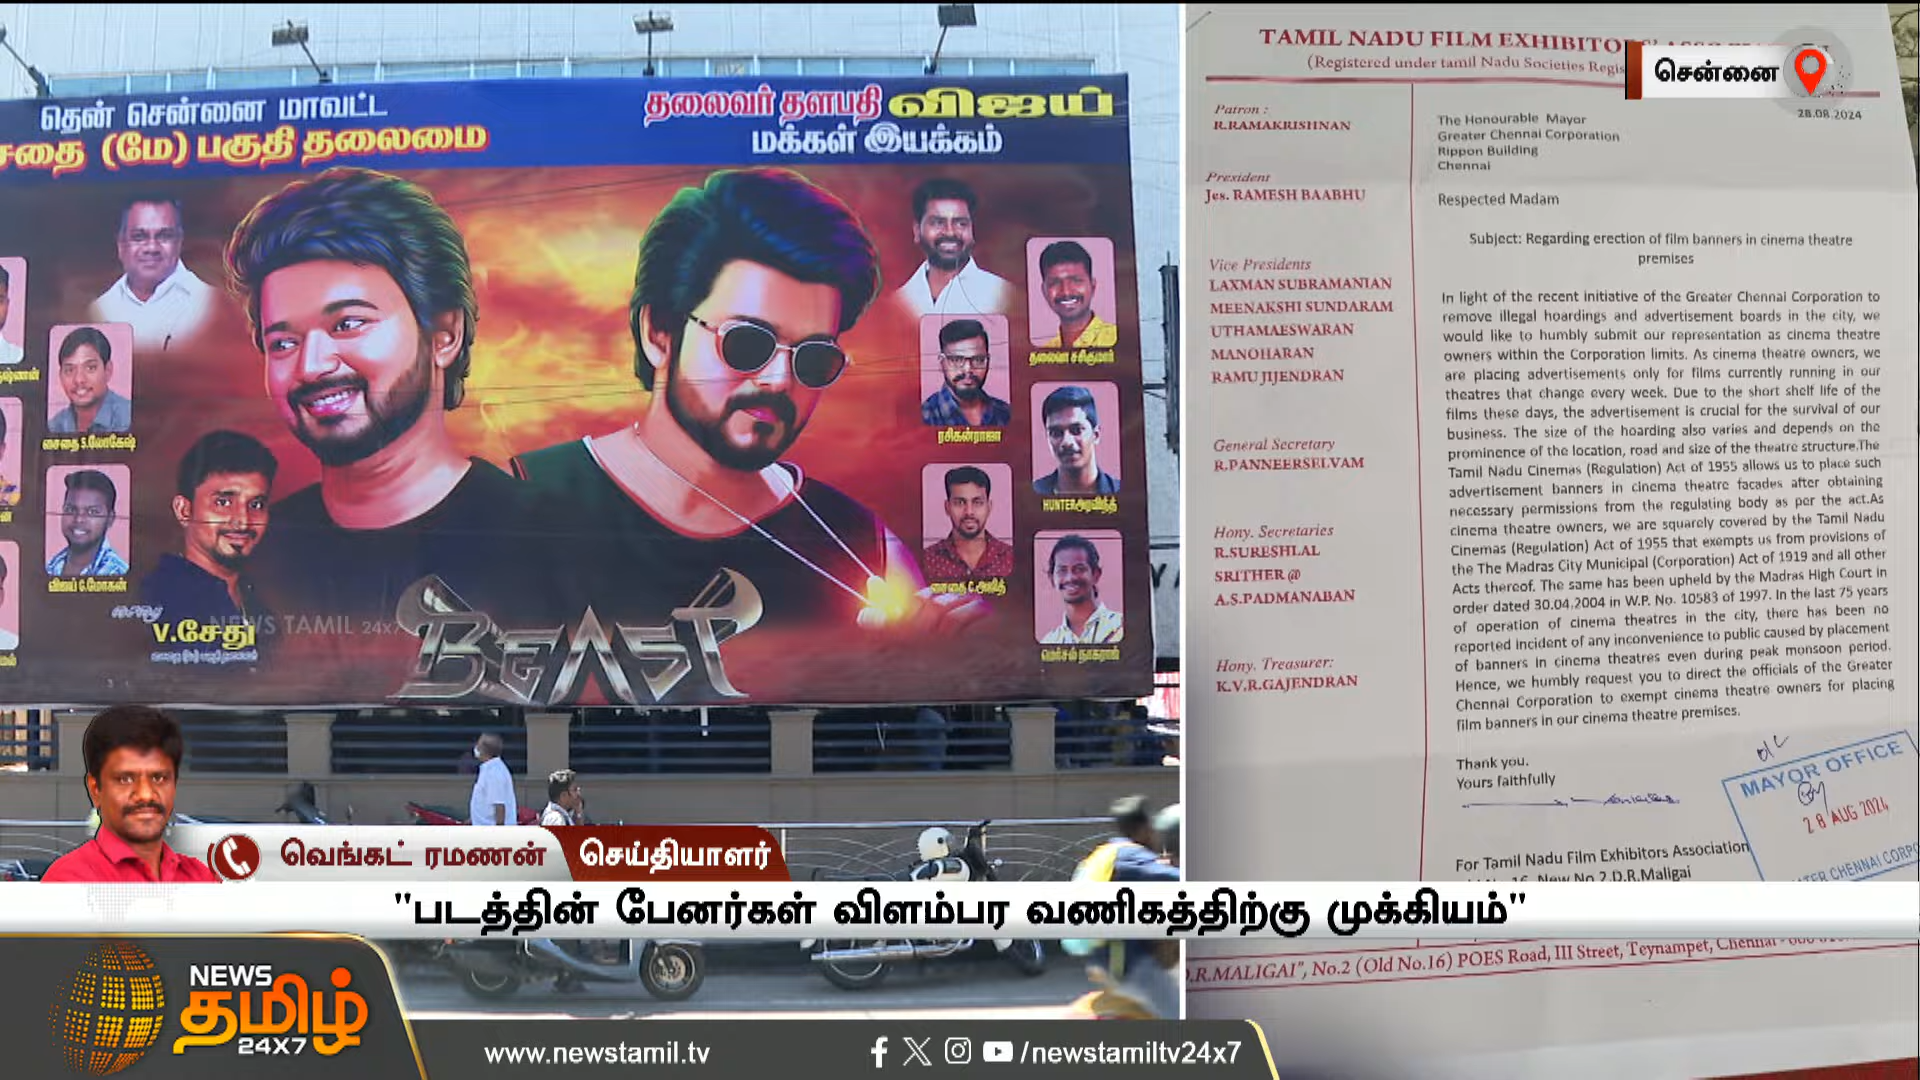 தென் சென்னை மாவட்ட
சதை (மே) பகுதி தலைமை
தலைவர் தளபதி விஜய்
மக்கள் இயக்கம்
சைதை S.லோகேஷ்
விஜய் G.மோகன்
V.சேது
BEAST
தலைவா சசிகுமார்
ரசிகன்ராஜா
HUNTERஅரவிந்த்
சைதை C.அஜித்
NEWS TAMIL 24x7
TAMIL NADU FILM EXHIBITORS'
(Registered under tamil Nadu Societies Regis
சென்னை
28.08.2024
Patron :
R.RAMAKRISHNAN
President
Jes. RAMESH BAABHU
Vice Presidents
LAXMAN SUBRAMANIAN
MEENAKSHI SUNDARAM
UTHAMAESWARAN
MANOHARAN
RAMU JIJENDRAN
General Secretary
R.PANNEERSELVAM
Hony. Secretaries
R.SURESHLAL
SRITHER @
A.S.PADMANABAN
Hony. Treasurer:
K.V.R.GAJENDRAN
The Honourable Mayor
Greater Chennai Corporation
Rippon Building
Chennai
Respected Madam
Subject: Regarding erection of film banners in cinema theatre
premises
In light of the recent initiative of the Greater Chennai Corporation to
remove illegal hoardings and advertisement boards in the city, we
would like to humbly submit our representation as cinema theatre
owners within the Corporation limits. As cinema theatre owners, we
are placing advertisements only for films currently running in our
theatres that change every week. Due to the short shelf life of the
films these days, the advertisement is crucial for the survival of our
business. The size of the hoarding also varies and depends on the
prominence of the location, road and size of the theatre structure.The
Tamil Nadu Cinemas (Regulation) Act of 1955 allows us to place such
advertisement banners in cinema theatre facades after obtaining
necessary permissions from the regulating body as per the act.As
cinema theatre owners, we are squarely covered by the Tamil Nadu
Cinemas (Regulation) Act of 1955 that exempts us from provisions of
the The Madras City Municipal (Corporation) Act of 1919 and all other
Acts thereof. The same has been upheld by the Madras High Court in
order dated 30.04.2004 in W.P. No. 10583 of 1997. In the last 75 years
of operation of cinema theatres in the city, there has been no
reported incident of any inconvenience to public caused by placement
of banners in cinema theatres even during peak monsoon period.
Hence, we humbly request you to direct the officials of the Greater
Chennai Corporation to exempt cinema theatre owners for placing
film banners in our cinema theatre premises.
Thank you.
Yours faithfully
MAYOR OFFICE
28 AUG 2024
GREATER CHENNAI CORPO
For Tamil Nadu Film Exhibitors Association
No 16, New No 2,D.R.Maligai
D.R.MALIGAI", No.2 (Old No.16) POES Road, III Street, Teynampet, Chennai
வெங்கட் ரமணன்
செய்தியாளர்
"படத்தின் பேனர்கள் விளம்பர வணிகத்திற்கு முக்கியம்"
NEWS
தமிழ்
24X7
www.newstamil.tv
/newstamiltv24x7